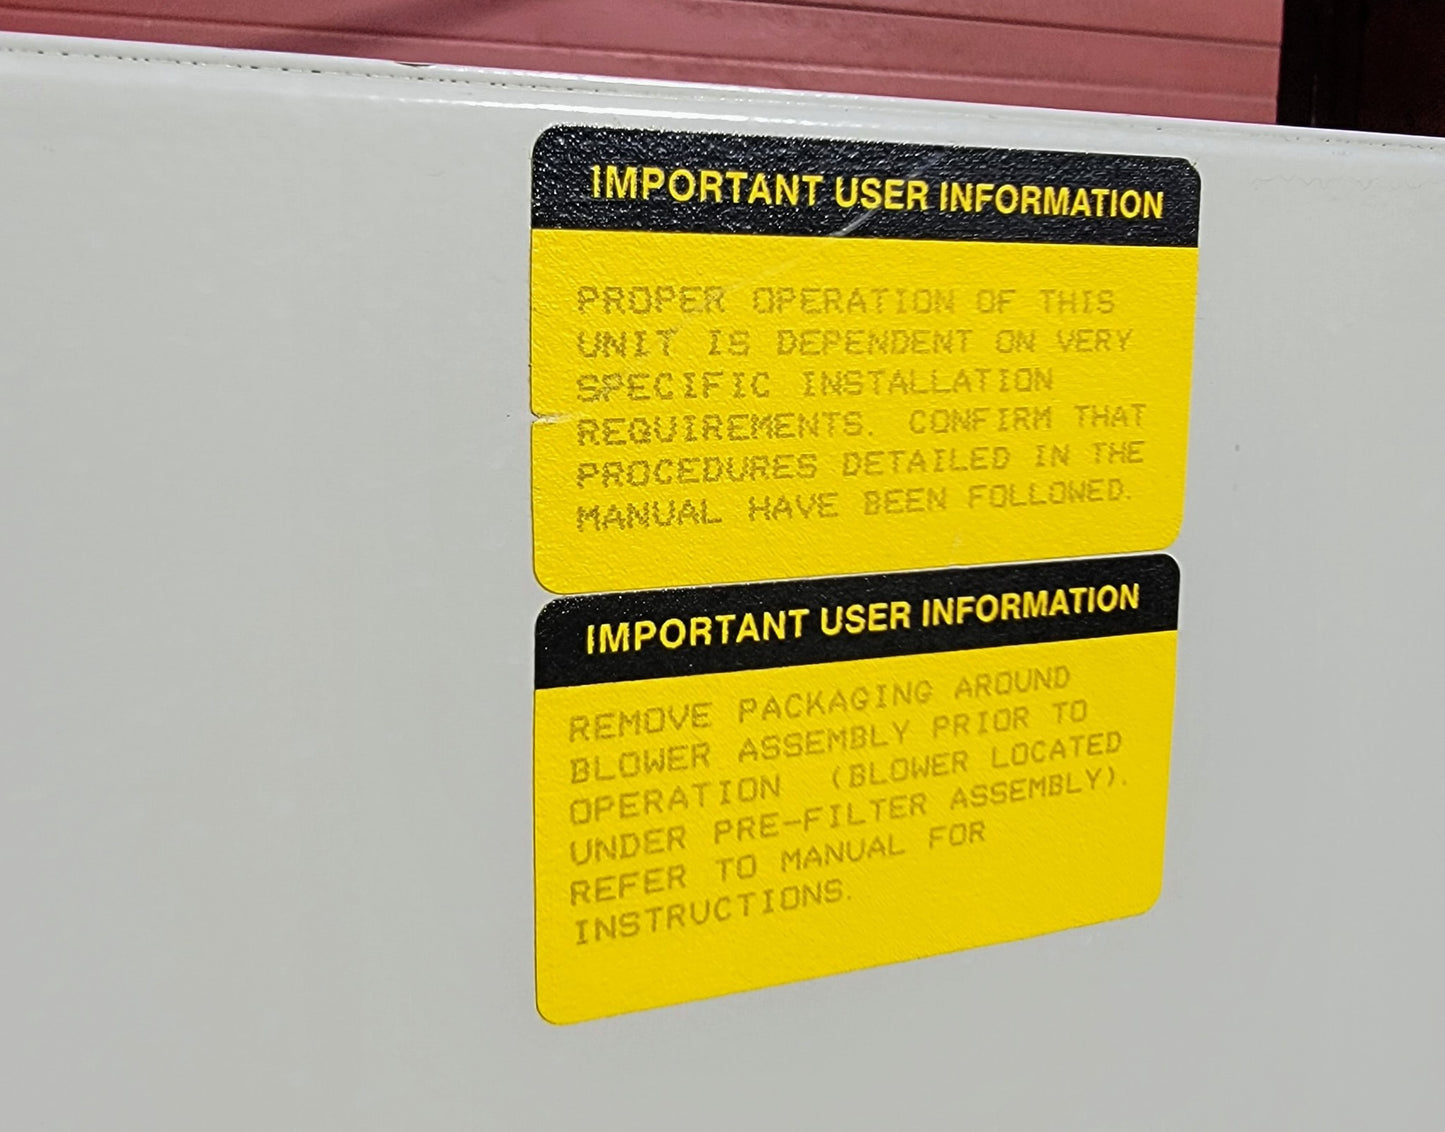 IMPORTANT USER INFORMATION
PROPER OPERATION OF THIS
UNIT IS DEPENDENT ON VERY
SPECIFIC INSTALLATION
REQUIREMENTS. CONFIRM THAT
PROCEDURES DETAILED IN THE
MANUAL HAVE BEEN FOLLOWED.
IMPORTANT USER INFORMATION
REMOVE PACKAGING AROUND
BLOWER ASSEMBLY PRIOR TO
OPERATION (BLOWER LOCATED
UNDER PRE-FILTER ASSEMBLY).
REFER TO MANUAL FOR
INSTRUCTIONS.